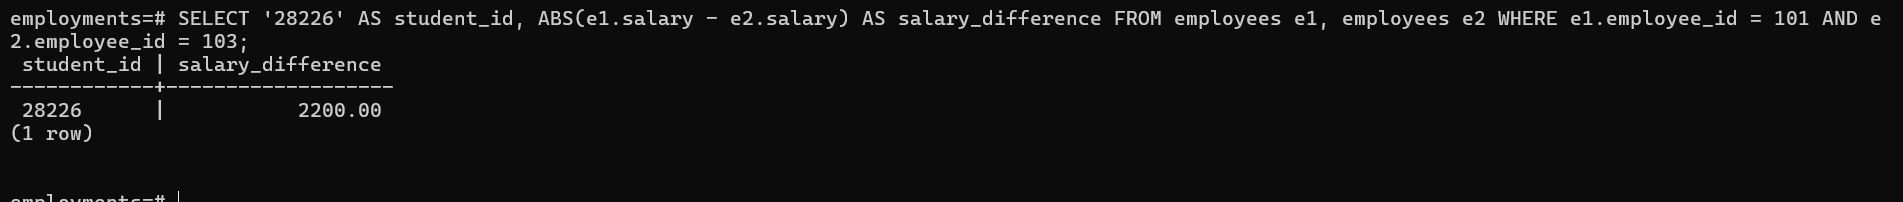 employments=# SELECT '28226' AS student_id, ABS(e1.salary - e2.salary) AS salary_difference FROM employees e1, employees e2 WHERE e1.employee_id = 101 AND e
2.employee_id = 103;
 student_id | salary_difference
------------+-------------------
 28226      |           2200.00
(1 row)
employments=#